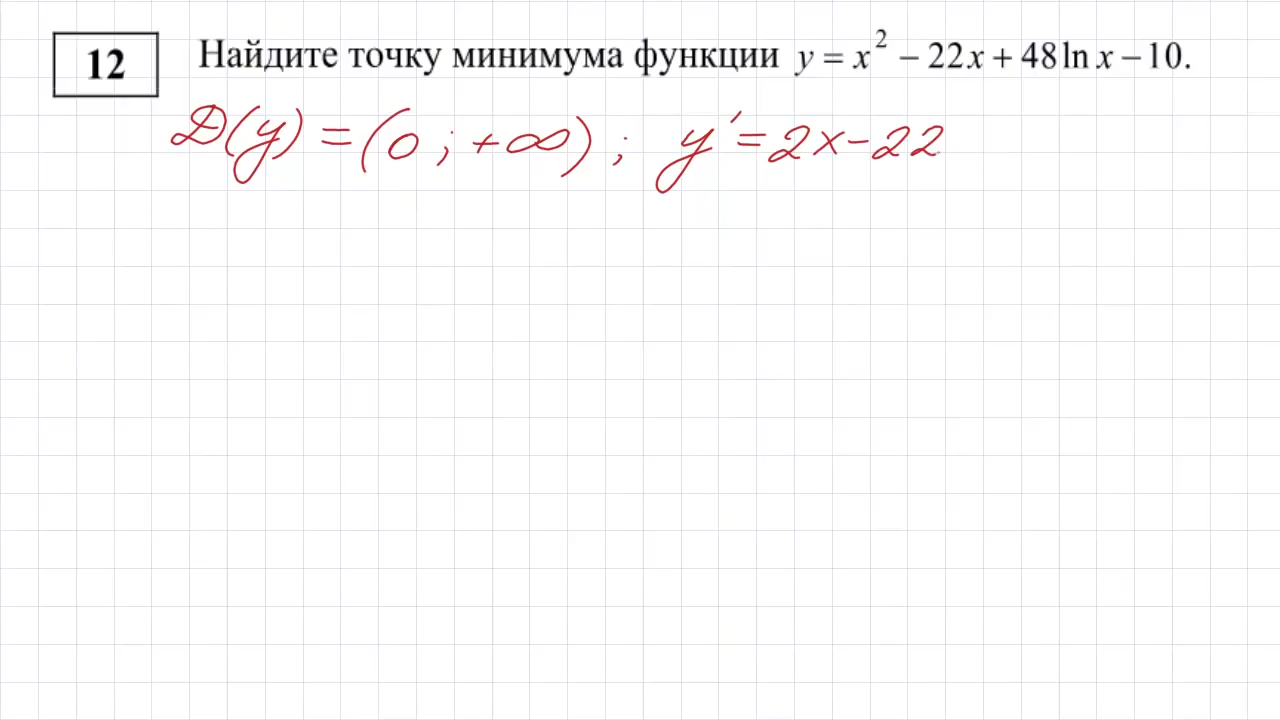 12 Найдите точку минимума функции y = x² − 22x + 48 ln x − 10.
D(y) = (0 ; +∞) ; y' = 2x − 22